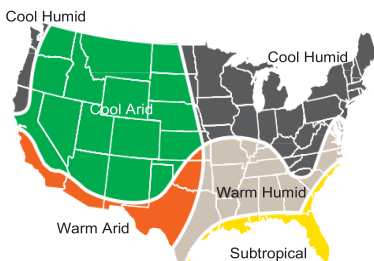 Cool Humid
Cool Humid
Cool Arid
Warm Humid
Warm Arid
Subtropical